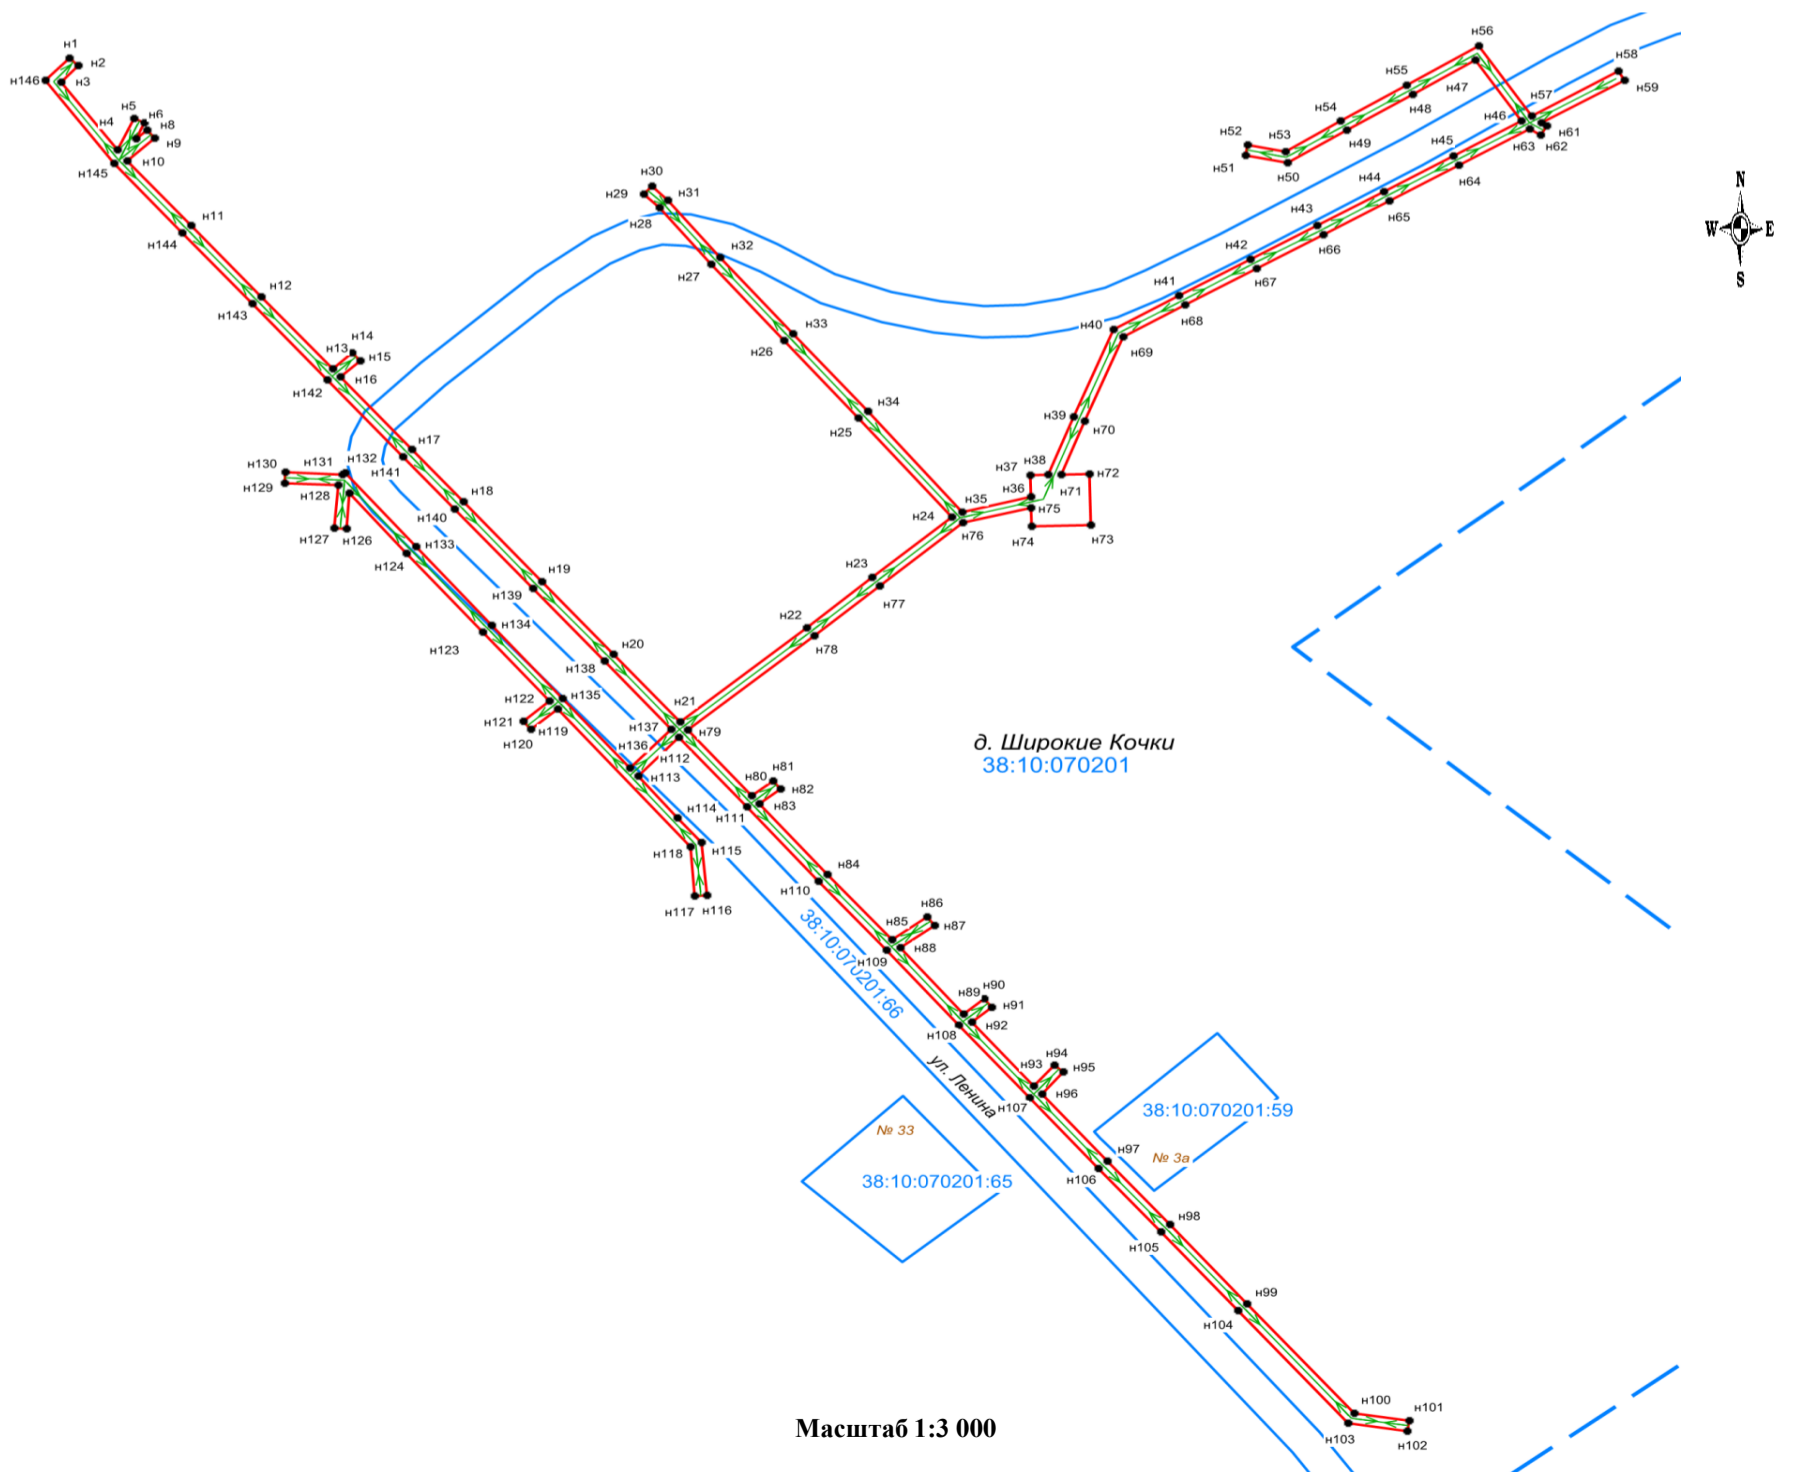 н1
н2
н146
н3
н5
н6
н4
н8
н9
н10
н145
н11
н144
н12
н143
н14
н13
н15
н16
н142
н17
н141
н130
н131
н132
н129
н128
н127
н126
н18
н140
н133
н124
н19
н139
н134
н123
н20
н138
н135
н122
н121
н119
н120
н21
н137
н79
н136
н112
н113
н30
н29
н31
н28
н32
н27
н33
н26
н34
н25
н35
н24
н76
н23
н77
н22
н78
н37
н38
н36
н75
н74
н73
н72
н71
н39
н70
н40
н69
н41
н68
н42
н67
н43
н66
н44
н65
н45
н64
н46
н57
н58
н59
н61
н62
н63
н56
н47
н55
н48
н54
н49
н52
н53
н51
н50
N
W
E
S
д. Широкие Кочки
38:10:070201
н81
н80
н82
н83
н114
н111
н115
н118
н117
н116
н84
н110
н86
н85
н87
н88
н109
38:10:070201:66
н90
н89
н91
н92
н108
ул. Ленина
н94
н93
н95
н96
н107
38:10:070201:59
№ 3а
№ 33
38:10:070201:65
н97
н106
н98
н105
н99
н104
н100
н101
н103
н102
Масштаб 1:3 000